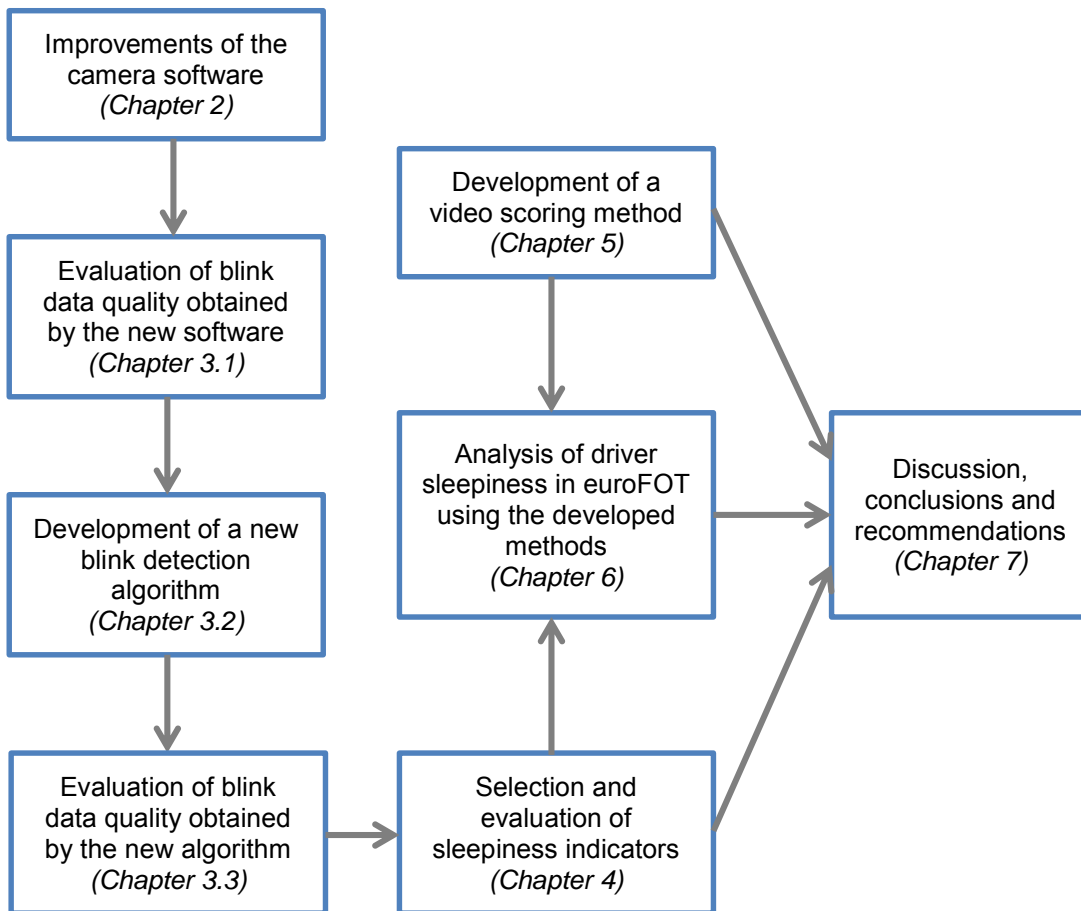 Improvements of the
camera software
(Chapter 2)
Evaluation of blink
data quality obtained
by the new software
(Chapter 3.1)
Development of a new
blink detection
algorithm
(Chapter 3.2)
Evaluation of blink
data quality obtained
by the new algorithm
(Chapter 3.3)
Development of a
video scoring method
(Chapter 5)
Analysis of driver
sleepiness in euroFOT
using the developed
methods
(Chapter 6)
Selection and
evaluation of
sleepiness indicators
(Chapter 4)
Discussion,
conclusions and
recommendations
(Chapter 7)